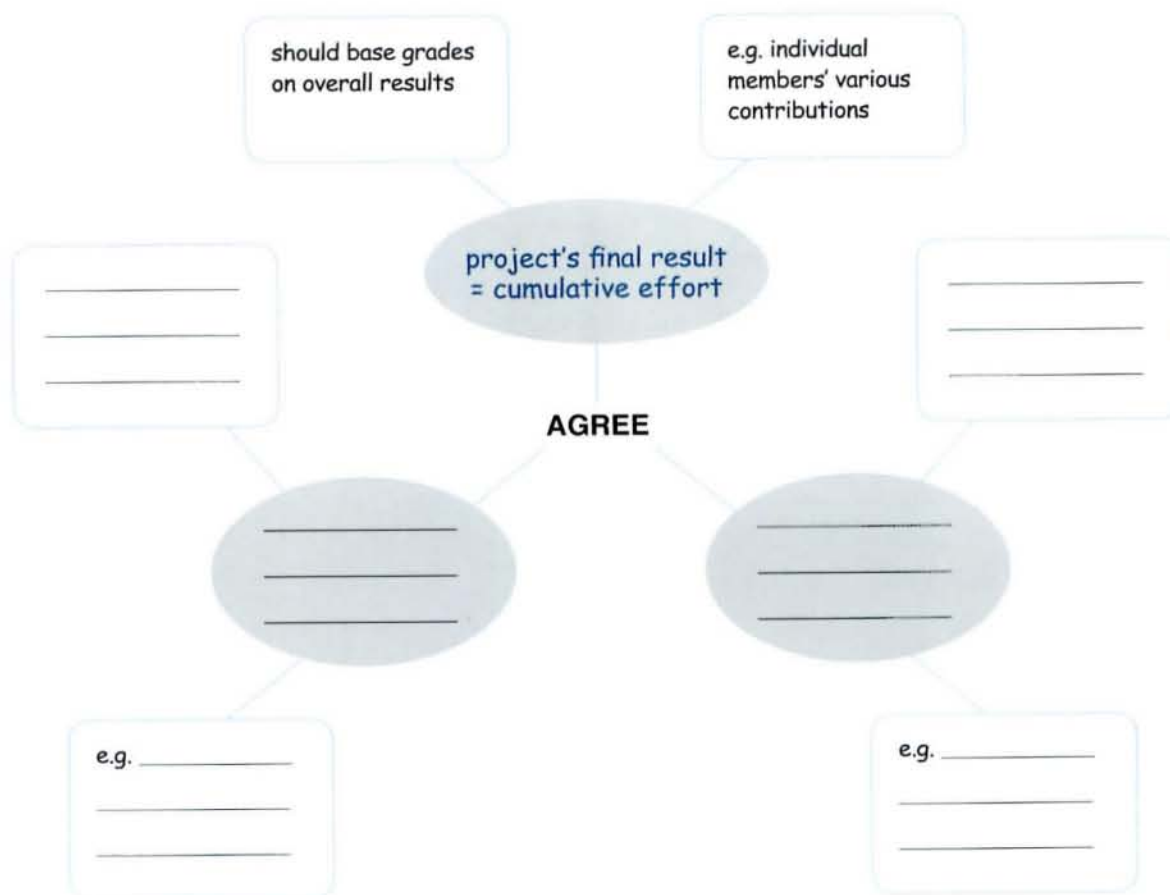 should base grades
on overall results
e.g. individual
members' various
contributions
project's final result
= cumulative effort
AGREE
e.g.
e.g.